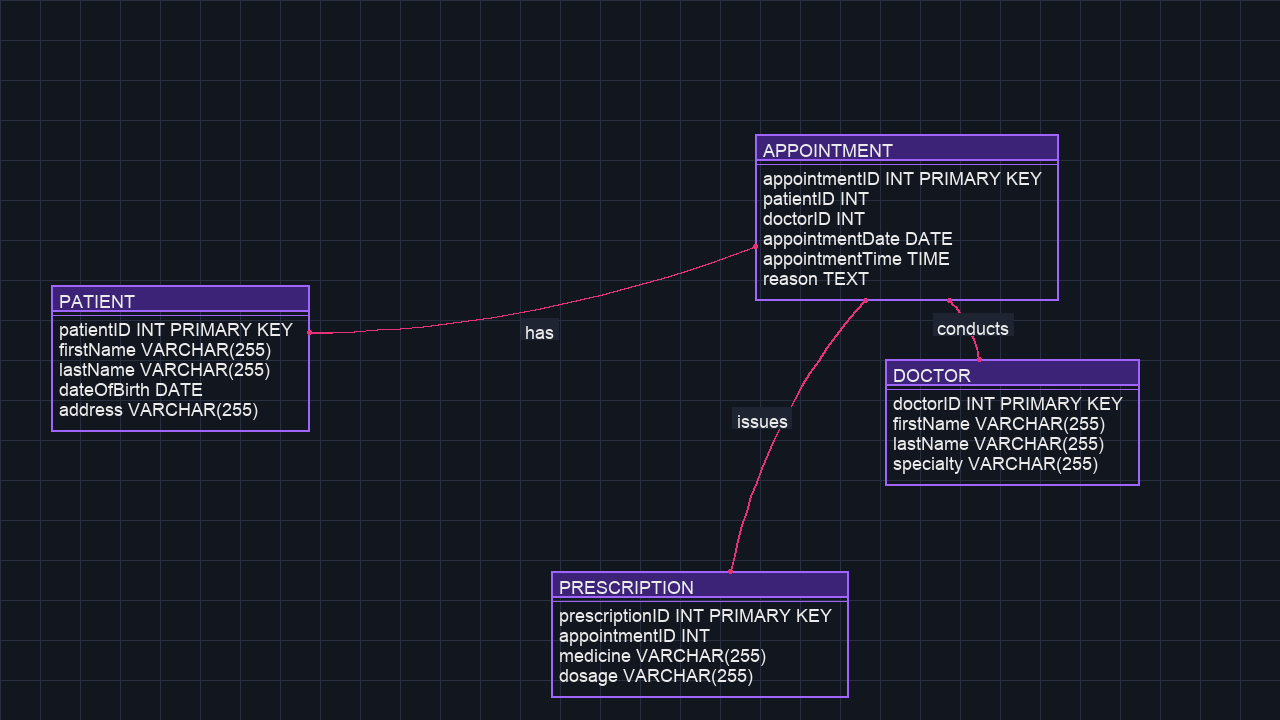 APPOINTMENT
appointmentID INT PRIMARY KEY
patientID INT
doctorID INT
appointmentDate DATE
appointmentTime TIME
reason TEXT
PATIENT
patientID INT PRIMARY KEY
firstName VARCHAR(255)
lastName VARCHAR(255)
dateOfBirth DATE
address VARCHAR(255)
has
conducts
DOCTOR
doctorID INT PRIMARY KEY
firstName VARCHAR(255)
lastName VARCHAR(255)
specialty VARCHAR(255)
issues
PRESCRIPTION
prescriptionID INT PRIMARY KEY
appointmentID INT
medicine VARCHAR(255)
dosage VARCHAR(255)